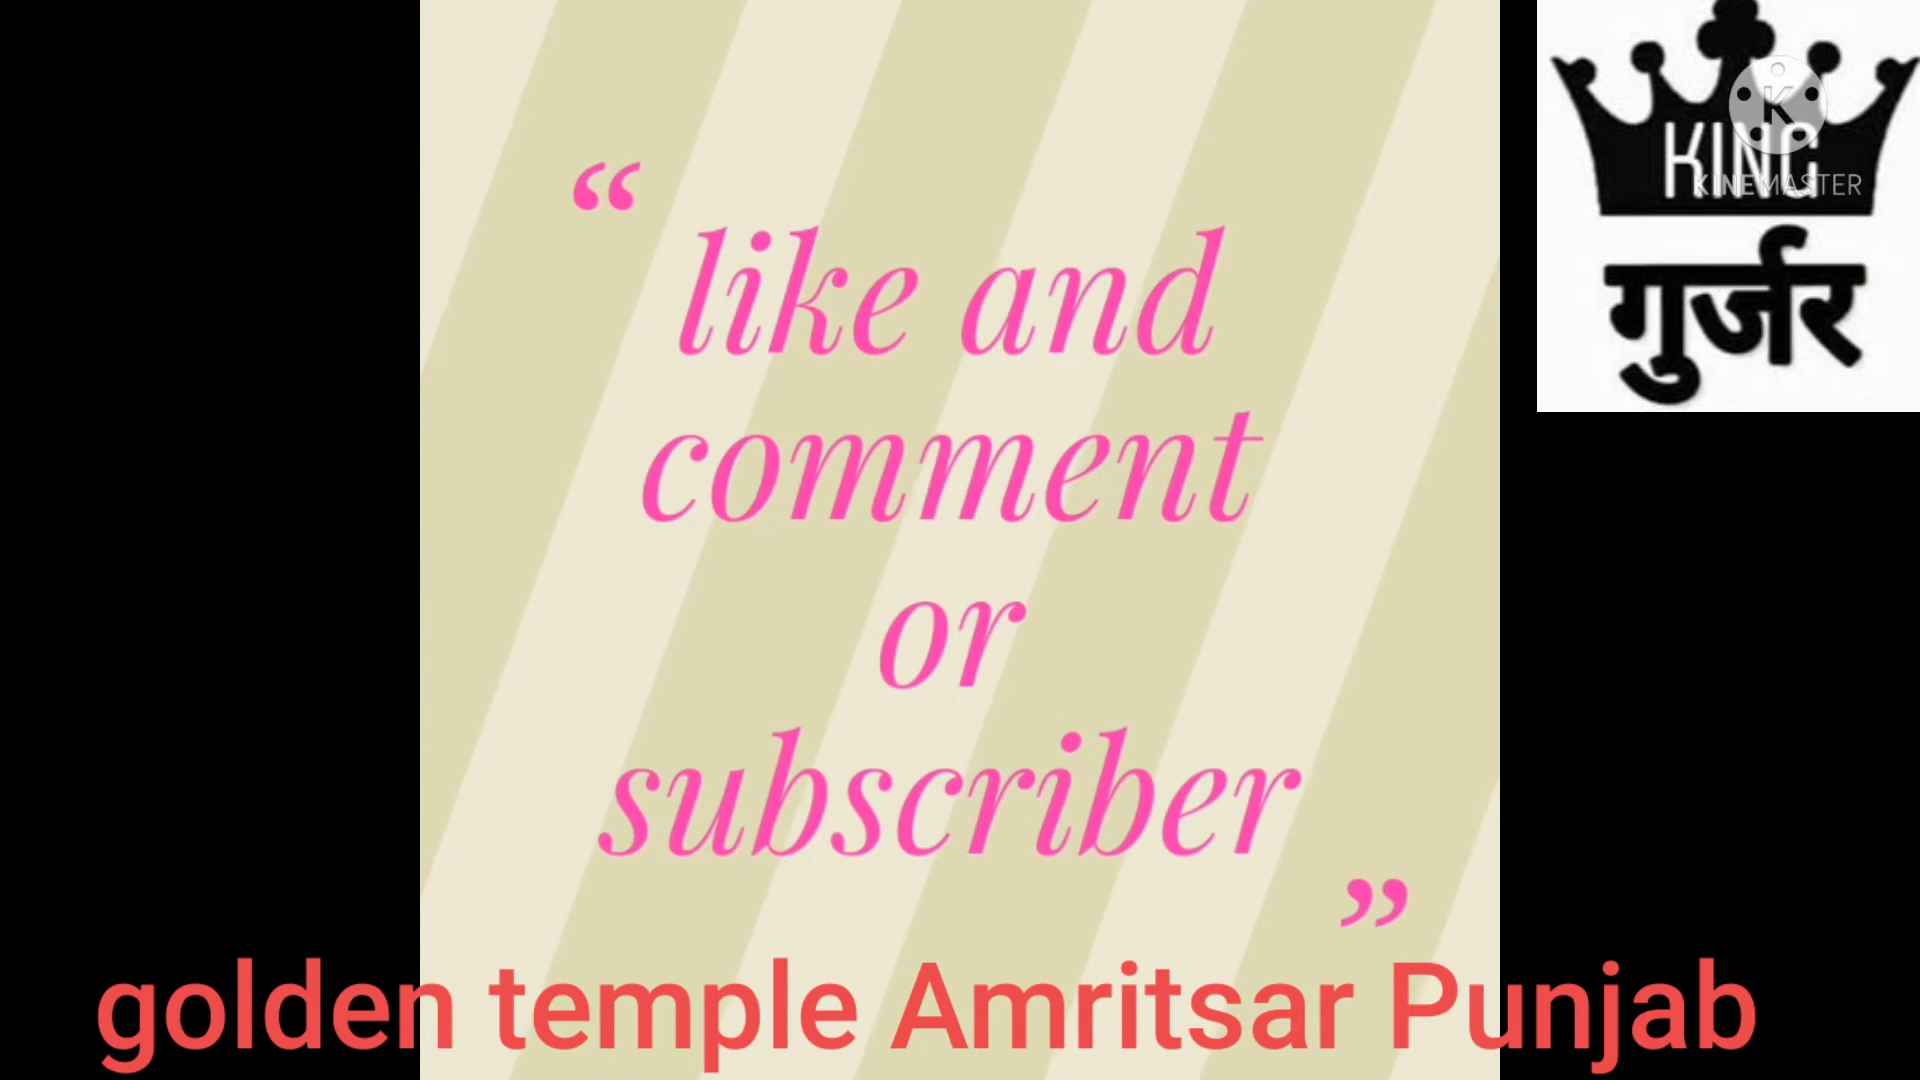 “
like and
comment
or
subscriber
”
KING
KINEMASTER
गुर्जर
golden temple Amritsar Punjab